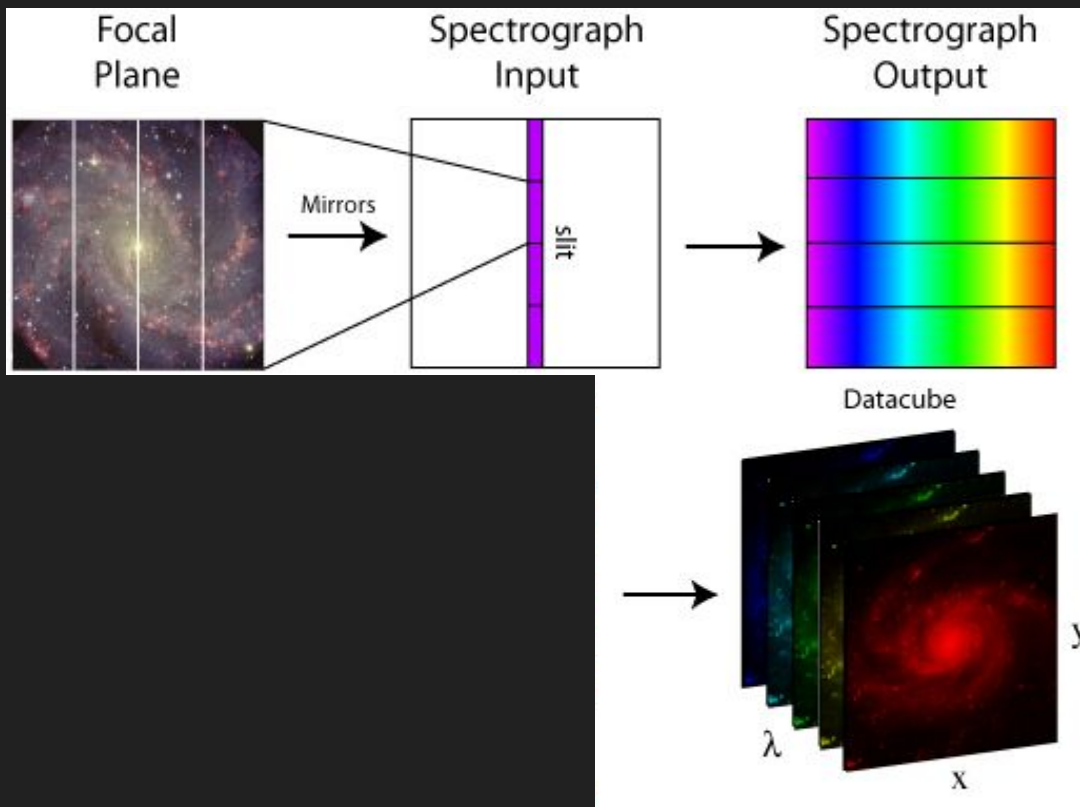 Focal
Plane
Spectrograph
Input
Spectrograph
Output
Mirrors
slit
Datacube
y
λ
x